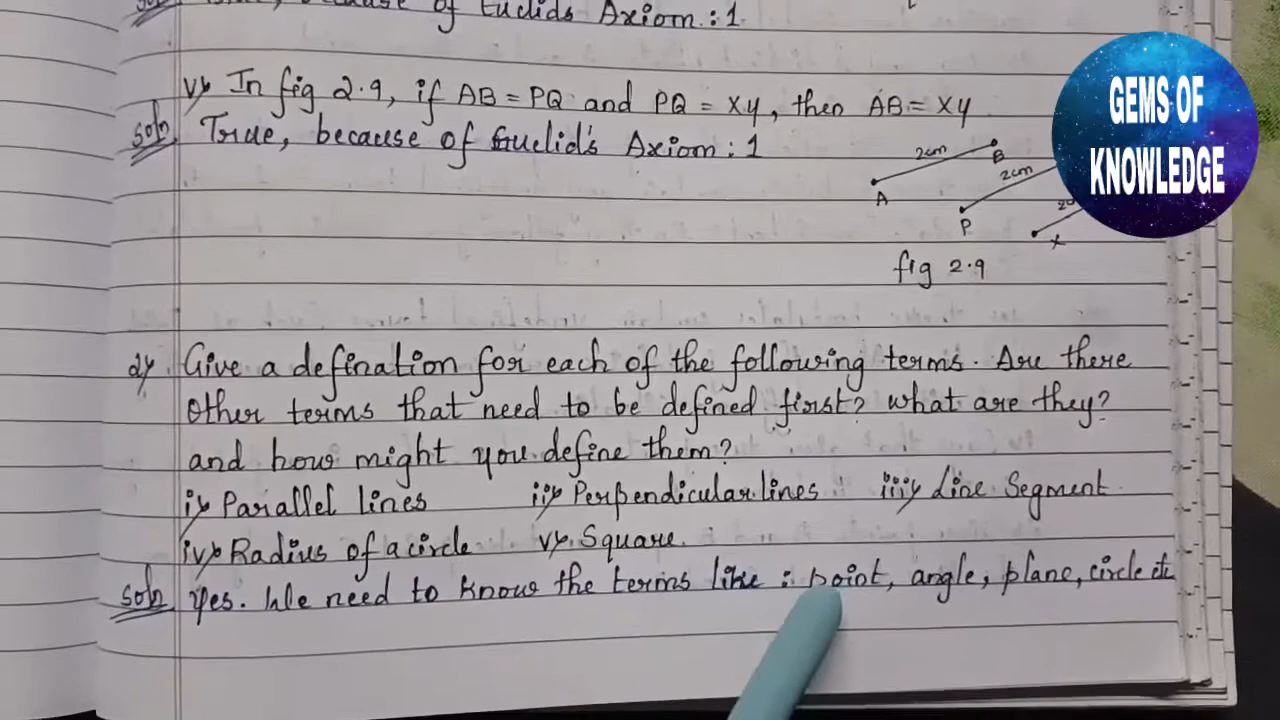 of Euclids Axiom : 1
v) In fig 2.9, if AB = PQ and PQ = XY, then AB = XY
Soln True, because of Euclid's Axiom : 1
2cm
B
A
2cm
P
X
fig 2.9
GEMS OF
KNOWLEDGE
2) Give a defination for each of the following terms. Are there
Other terms that need to be defined first? What are they?
and how might you define them?
i) Parallel lines ii) Perpendicular lines iii) Line Segment
iv) Radius of a circle v) Square.
Soln Yes. We need to know the terms like : point, angle, plane, circle etc